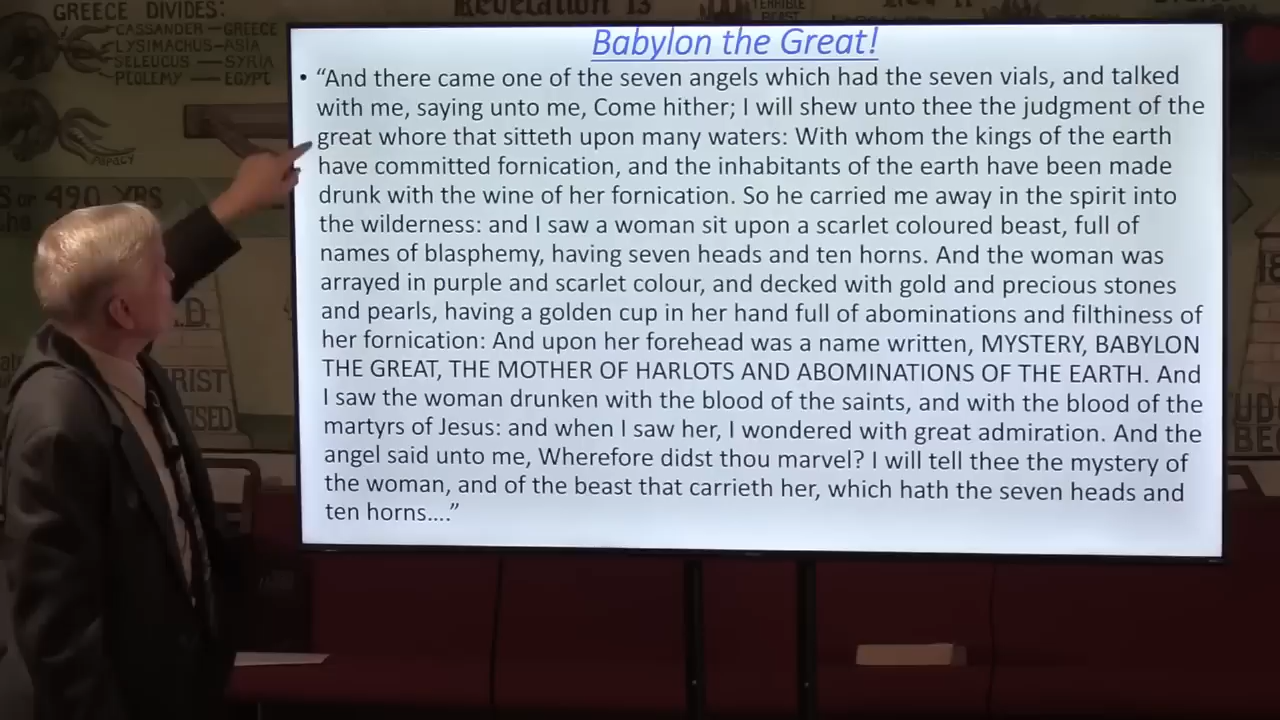 GREECE DIVIDES:
CASSANDER — GREECE
LYSIMACHUS — ASIA
SELEUCUS — SYRIA
PTOLEMY — EGYPT
PAPACY
Revelation 13
TERRIBLE
BEAST
OR 490 YRS
Babylon the Great!
• “And there came one of the seven angels which had the seven vials, and talked
with me, saying unto me, Come hither; I will shew unto thee the judgment of the
great whore that sitteth upon many waters: With whom the kings of the earth
have committed fornication, and the inhabitants of the earth have been made
drunk with the wine of her fornication. So he carried me away in the spirit into
the wilderness: and I saw a woman sit upon a scarlet coloured beast, full of
names of blasphemy, having seven heads and ten horns. And the woman was
arrayed in purple and scarlet colour, and decked with gold and precious stones
and pearls, having a golden cup in her hand full of abominations and filthiness of
her fornication: And upon her forehead was a name written, MYSTERY, BABYLON
THE GREAT, THE MOTHER OF HARLOTS AND ABOMINATIONS OF THE EARTH. And
I saw the woman drunken with the blood of the saints, and with the blood of the
martyrs of Jesus: and when I saw her, I wondered with great admiration. And the
angel said unto me, Wherefore didst thou marvel? I will tell thee the mystery of
the woman, and of the beast that carrieth her, which hath the seven heads and
ten horns....”